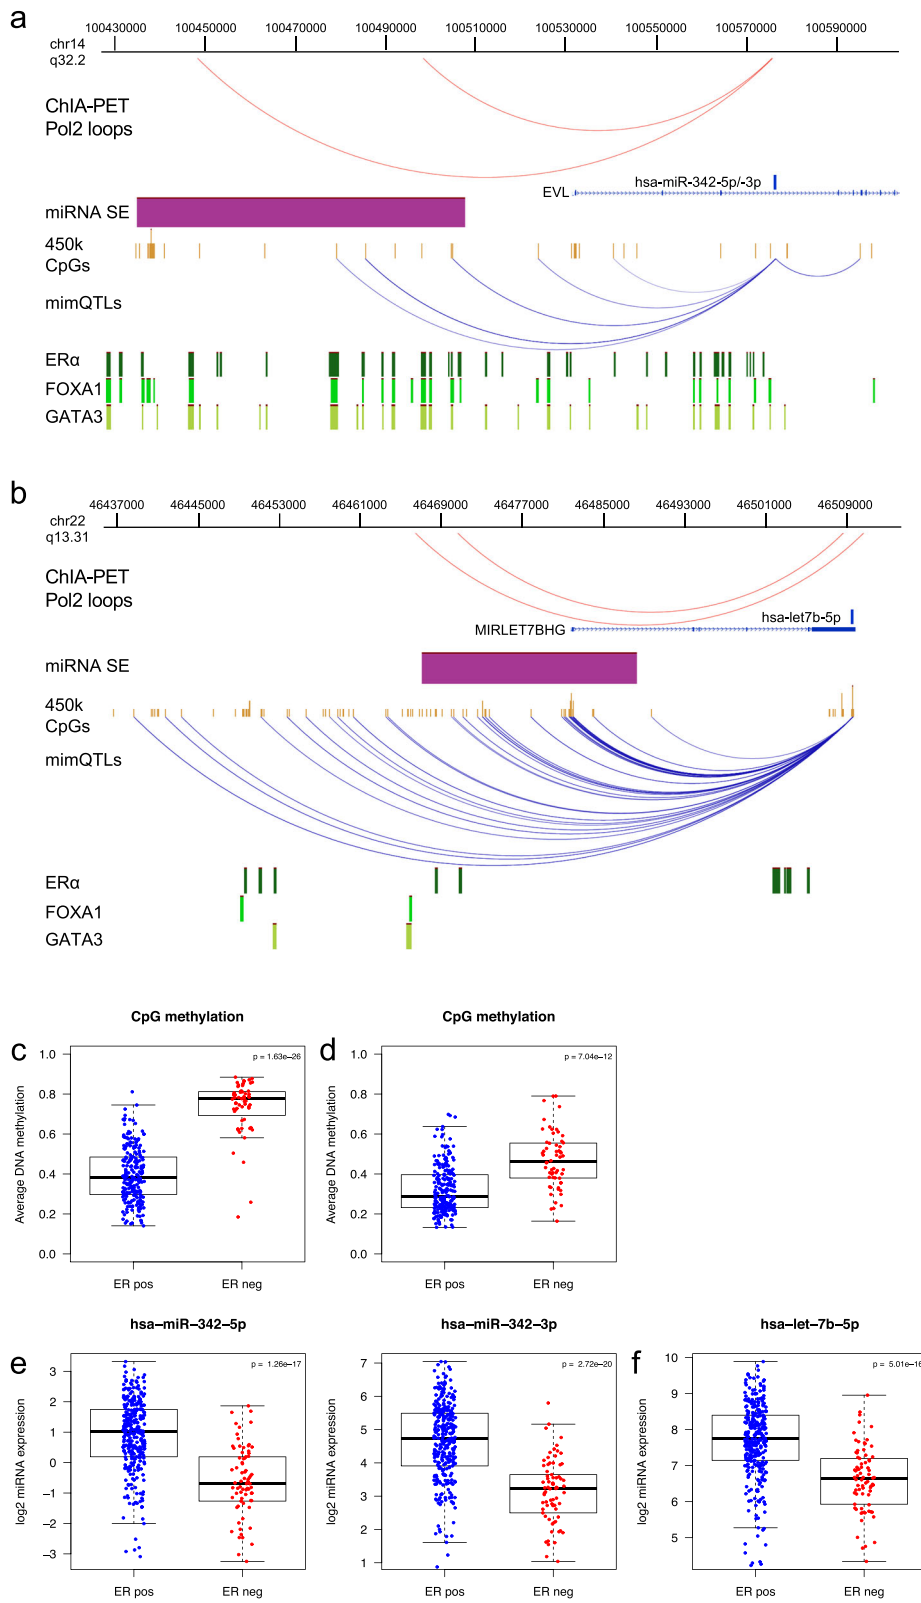 a
100430000 100450000 100470000 100490000 100510000 100530000 100550000 100570000 100590000
chr14
q32.2
ChIA-PET
Pol2 loops
hsa-miR-342-5p/-3p
EVL
miRNA SE
450k
CpGs
mimQTLs
ERα
FOXA1
GATA3
b
46437000 46445000 46453000 46461000 46469000 46477000 46485000 46493000 46501000 46509000
chr22
q13.31
ChIA-PET
Pol2 loops
hsa-let7b-5p
MIRLET7BHG
miRNA SE
450k
CpGs
mimQTLs
ERα
FOXA1
GATA3
c
CpG methylation
p = 1.63e−26
Average DNA methylation
1.0
0.8
0.6
0.4
0.2
0.0
ER pos ER neg
d
CpG methylation
p = 7.04e−12
Average DNA methylation
1.0
0.8
0.6
0.4
0.2
0.0
ER pos ER neg
e
hsa−miR−342−5p
p = 1.26e−17
log2 miRNA expression
3
2
1
0
−1
−2
−3
ER pos ER neg
hsa−miR−342−3p
p = 2.72e−20
log2 miRNA expression
7
6
5
4
3
2
1
ER pos ER neg
f
hsa−let−7b−5p
p = 5.01e−16
log2 miRNA expression
10
9
8
7
6
5
ER pos ER neg